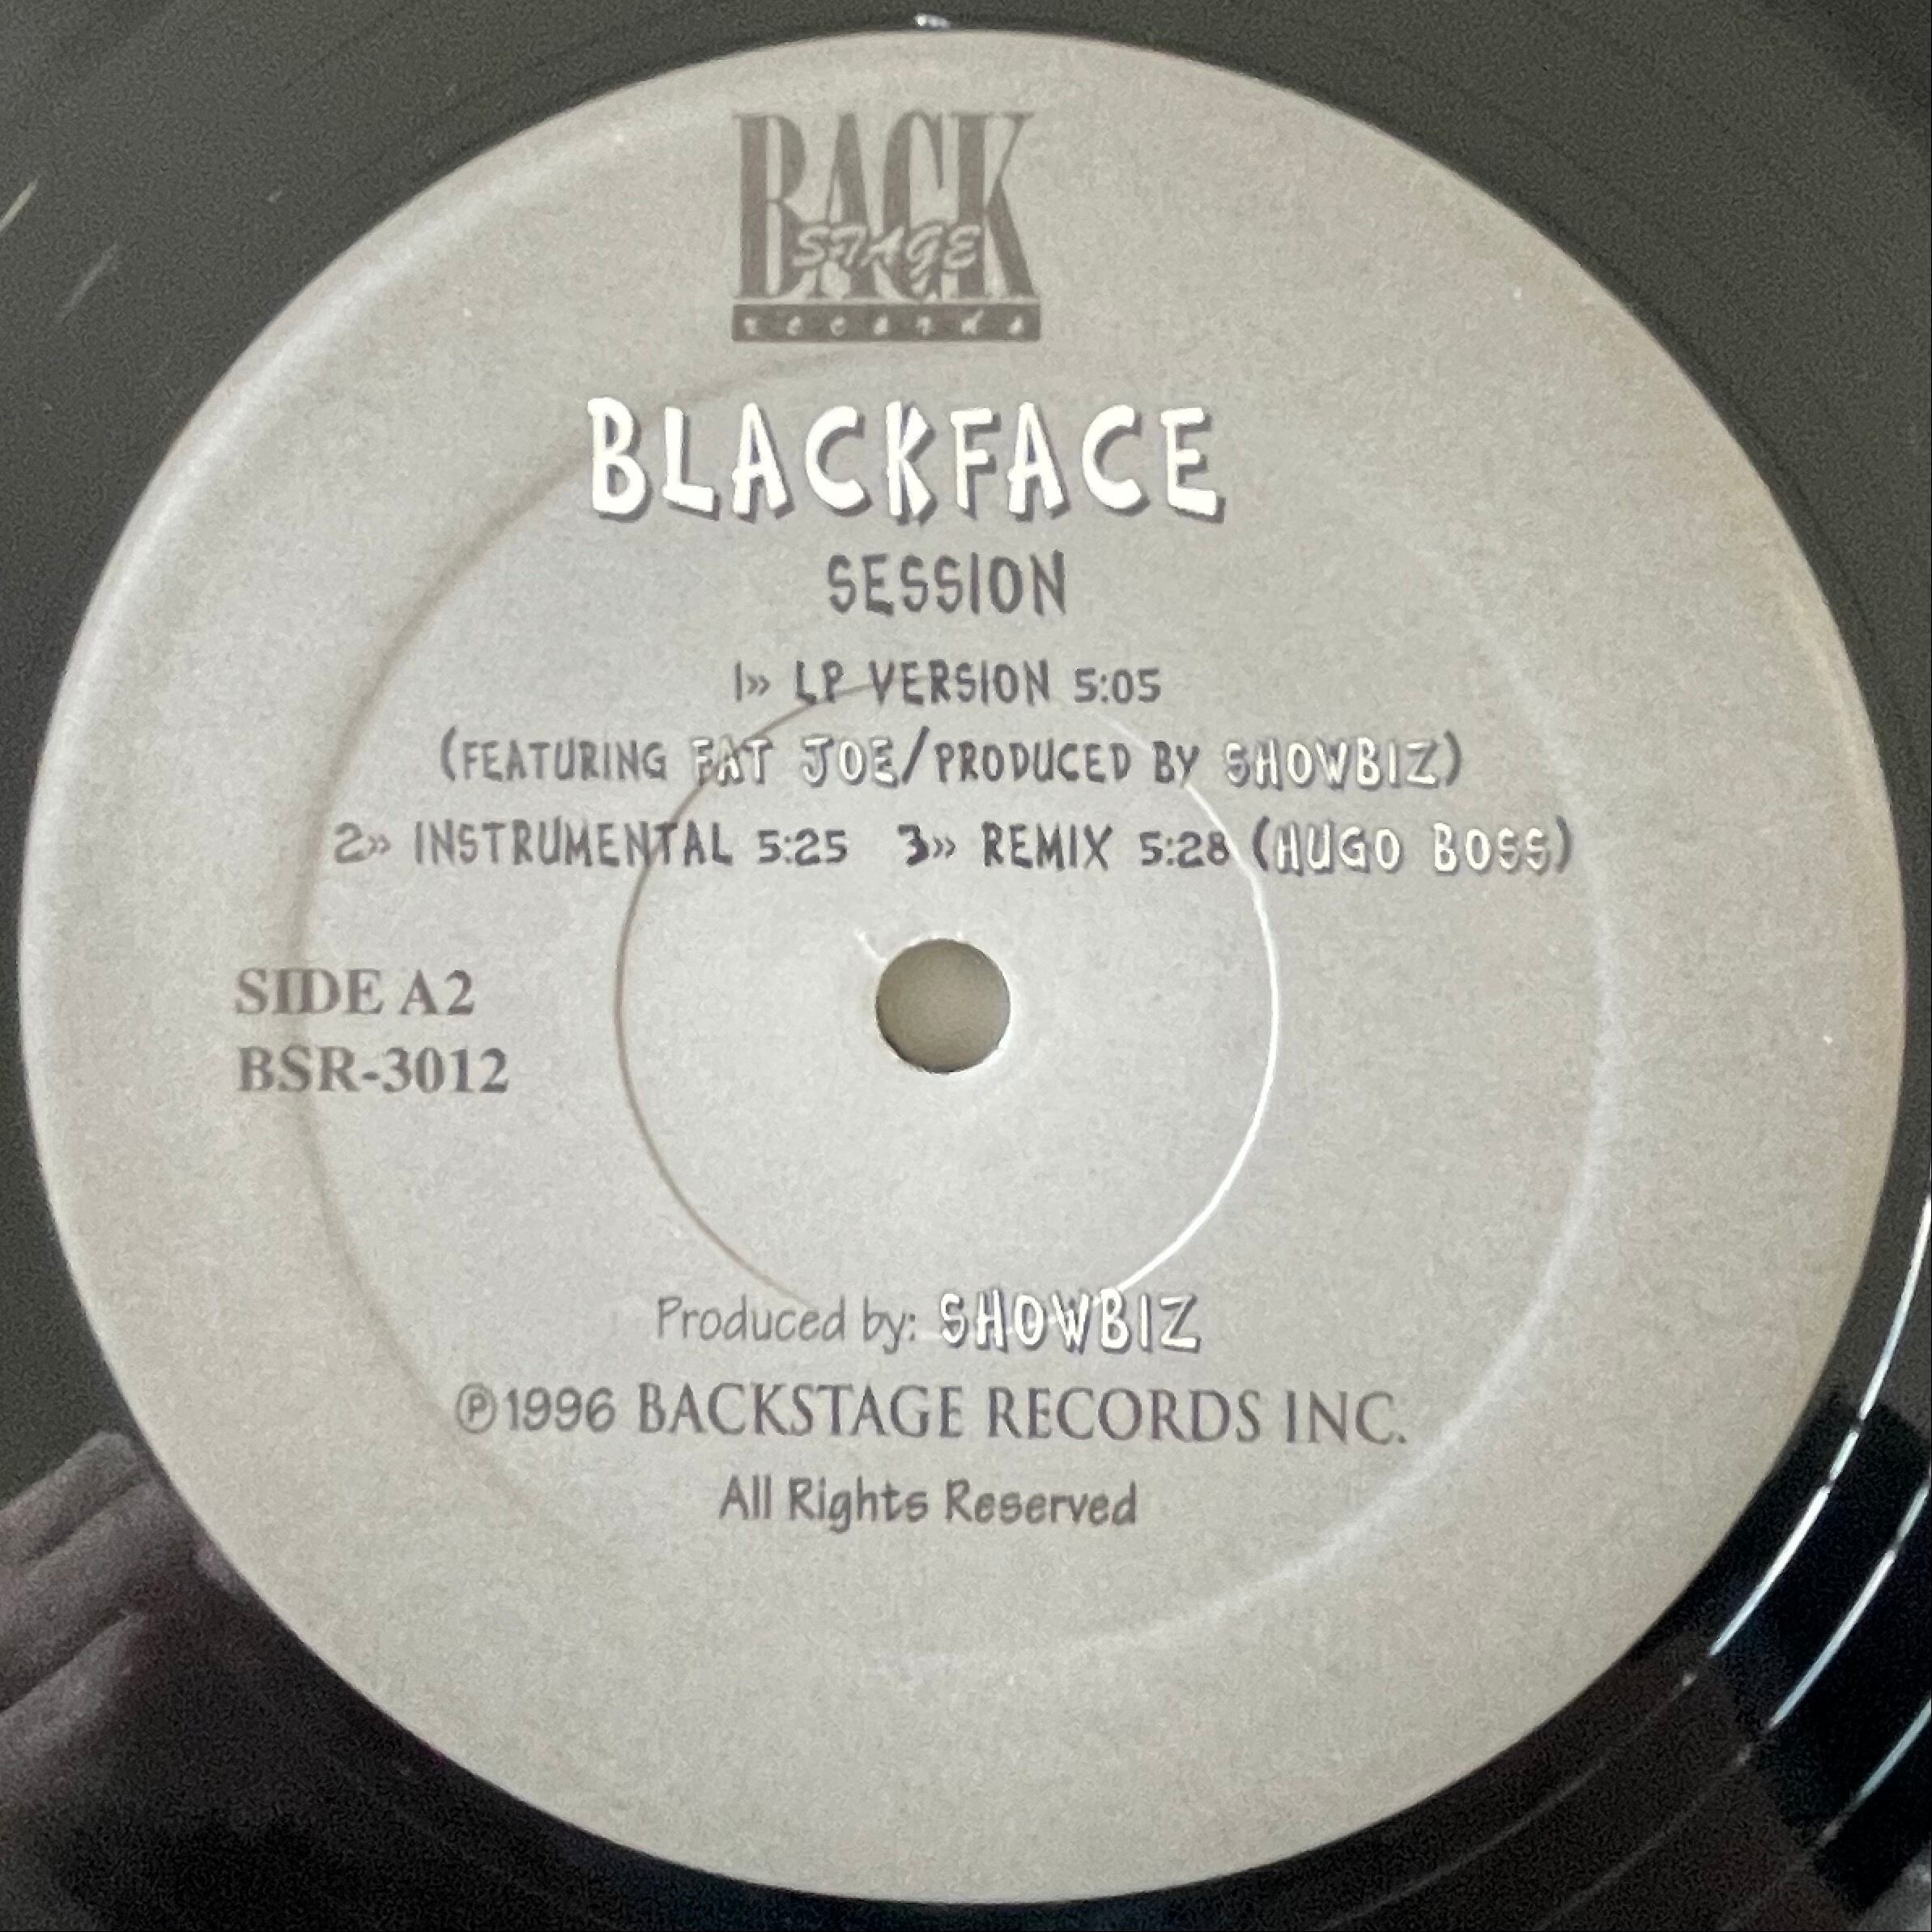 BACK
STAGE
records
BLACKFACE
SESSION
1» LP VERSION 5:05
(FEATURING FAT JOE/PRODUCED BY SHOWBIZ)
2» INSTRUMENTAL 5:25 3» REMIX 5:28 (HUGO BOSS)
SIDE A2
BSR-3012
Produced by: SHOWBIZ
℗1996 BACKSTAGE RECORDS INC.
All Rights Reserved